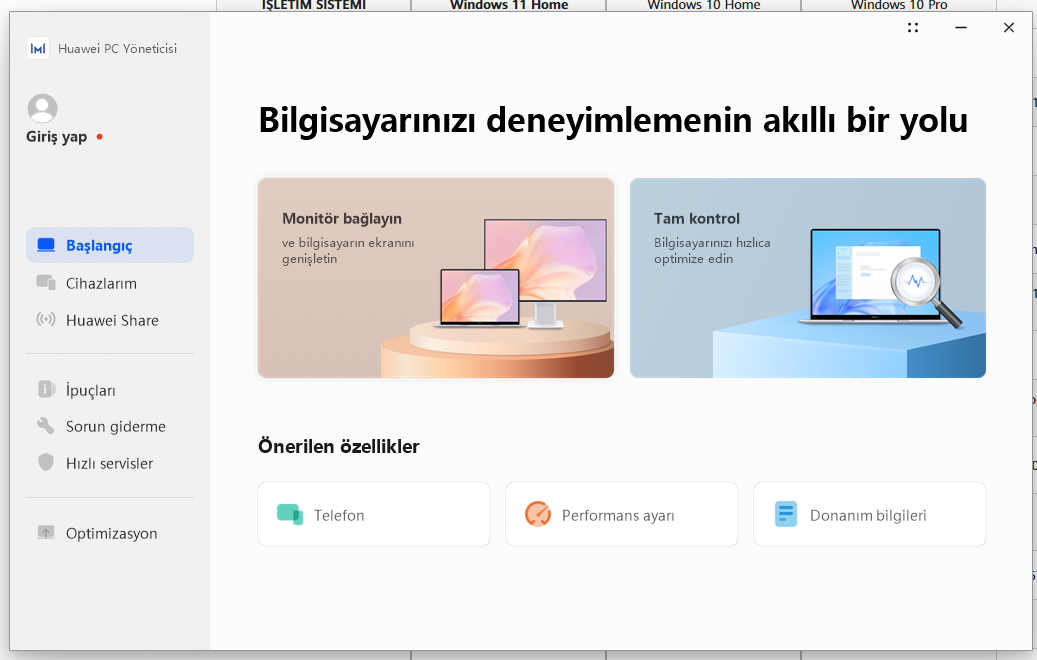 İŞLETİM SİSTEMİ Windows 11 Home Windows 10 Home Windows 10 Pro
Huawei PC Yöneticisi
Giriş yap
Başlangıç
Cihazlarım
Huawei Share
İpuçları
Sorun giderme
Hızlı servisler
Optimizasyon
Bilgisayarınızı deneyimlemenin akıllı bir yolu
Monitör bağlayın
ve bilgisayarın ekranını
genişletin
Tam kontrol
Bilgisayarınızı hızlıca
optimize edin
Önerilen özellikler
Telefon
Performans ayarı
Donanım bilgileri